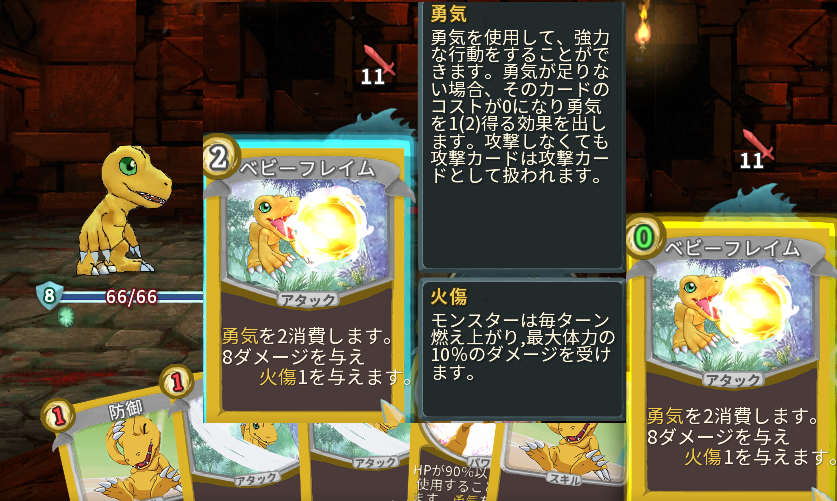 勇気
勇気を使用して、強力
な行動をすることがで
きます。勇気が足りな
い場合、そのカードの
コストが0になり勇気
を1(2)得る効果を出し
ます。攻撃しなくても
攻撃カードは攻撃カー
ドとして扱われます。
火傷
モンスターは毎ターン
燃え上がり,最大体力の
10%のダメージを受け
ます。
11
2
ベビーフレイム
アタック
勇気を2消費します。
8ダメージを与え
火傷1を与えます。
11
0
ベビーフレイム
アタック
勇気を2消費します。
8ダメージを与え
火傷1を与えます。
8
66/66
1
防御
1
アタック
アタック
HPが90%以
使用するこ
ます。勇気を
スキル